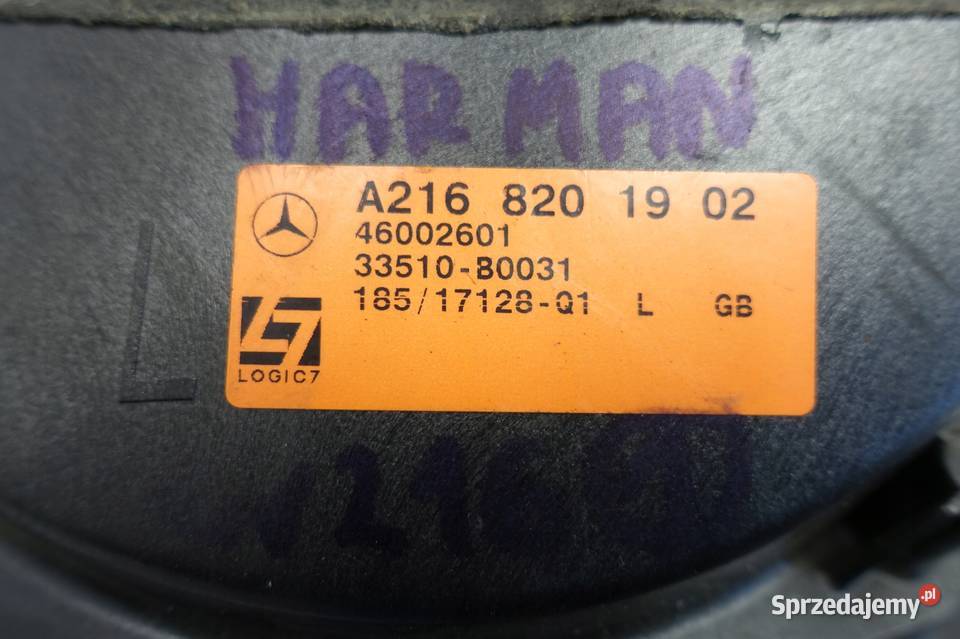 HARMAN
A216 820 19 02
46002601
33510-B0031
185/17128-Q1 L GB
L
LOGIC7
Sprzedajemy.pl